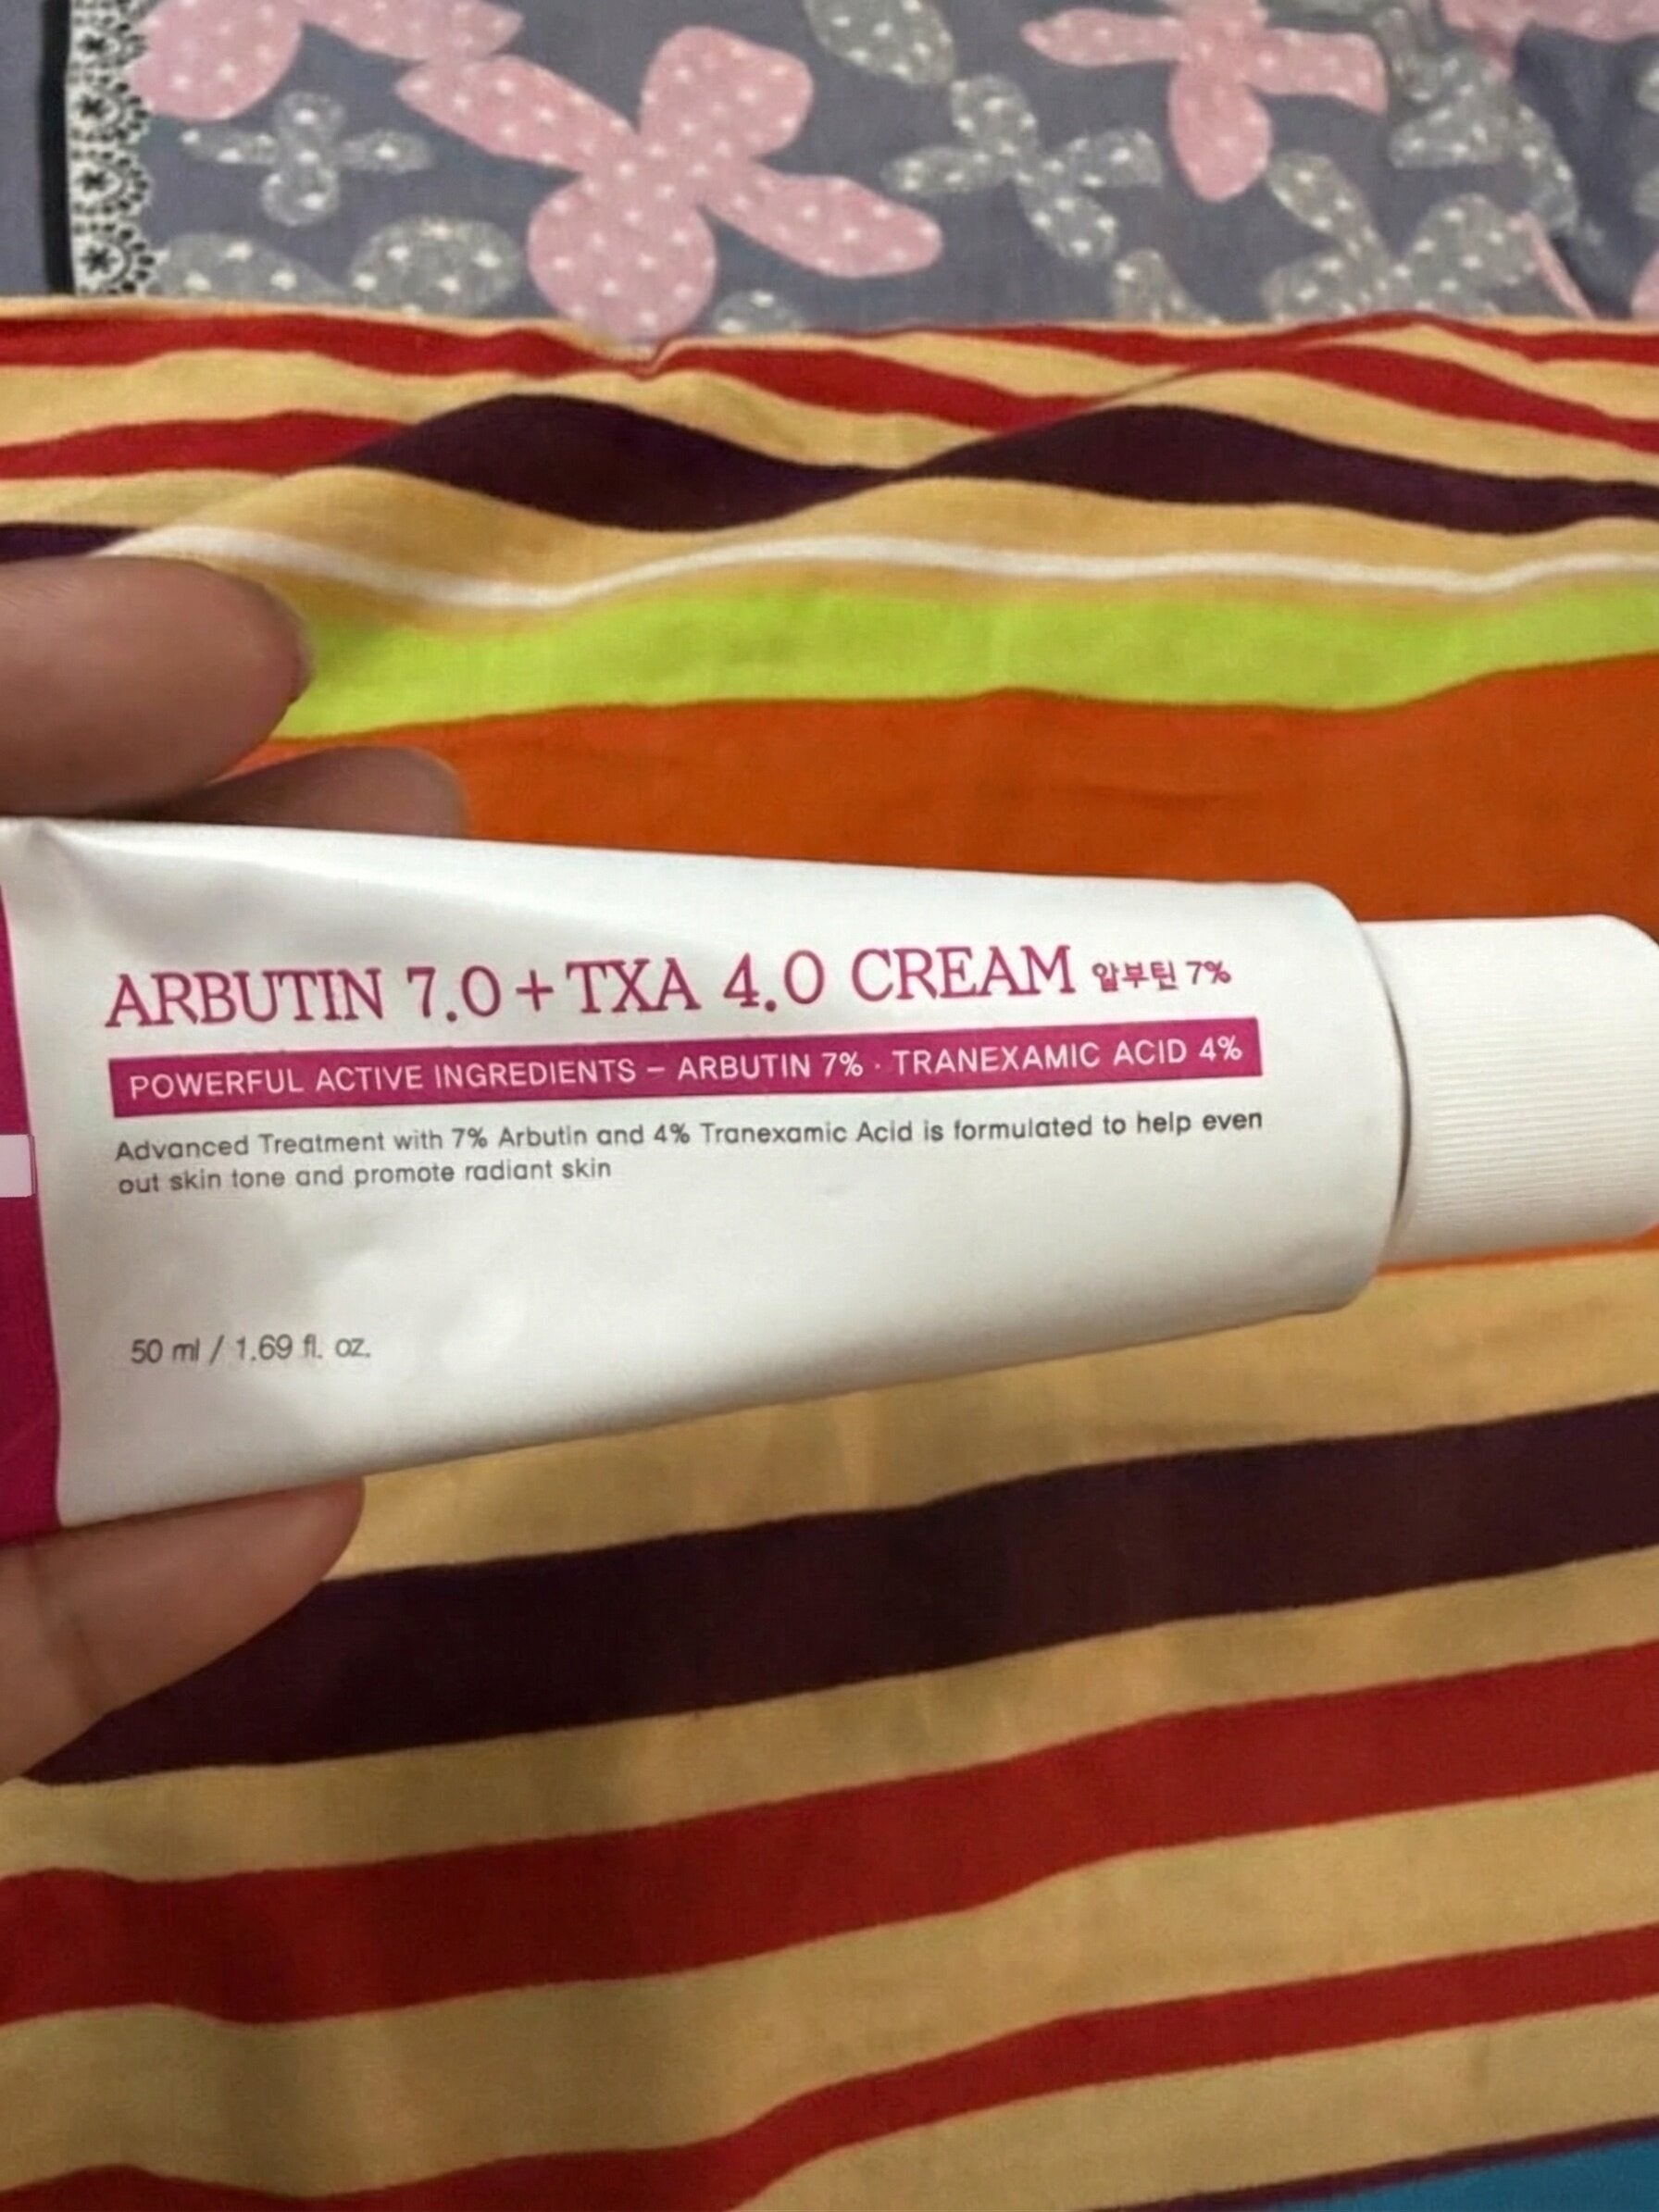 ARBUTIN 7.0+TXA 4.0 CREAM 알부틴 7%
POWERFUL ACTIVE INGREDIENTS – ARBUTIN 7% · TRANEXAMIC ACID 4%
Advanced Treatment with 7% Arbutin and 4% Tranexamic Acid is formulated to help even
out skin tone and promote radiant skin
50 ml / 1.69 fl. oz.